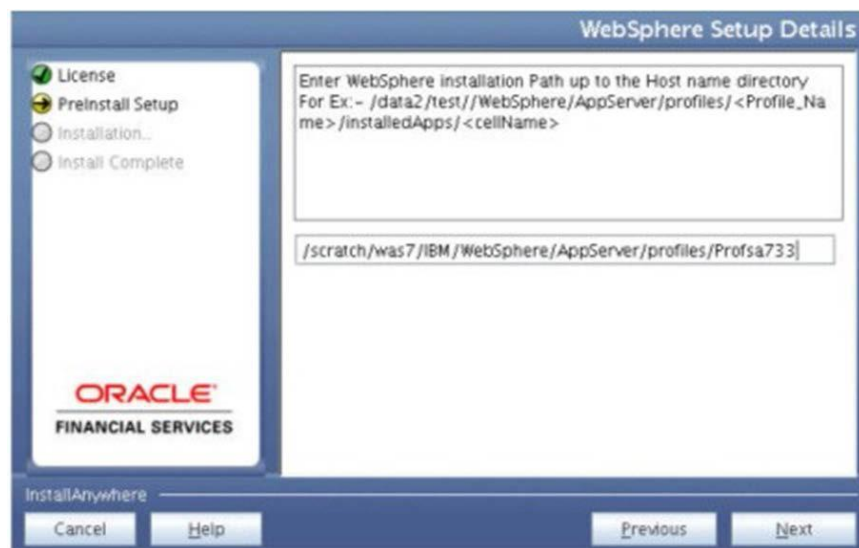 WebSphere Setup Details
License
PreInstall Setup
Installation...
Install Complete
Enter WebSphere installation Path up to the Host name directory
For Ex:- /data2/test//WebSphere/AppServer/profiles/<Profile_Na
me>/installedApps/<cellName>
/scratch/was7/IBM/WebSphere/AppServer/profiles/Profsa733
ORACLE
FINANCIAL SERVICES
InstallAnywhere
Cancel
Help
Previous
Next